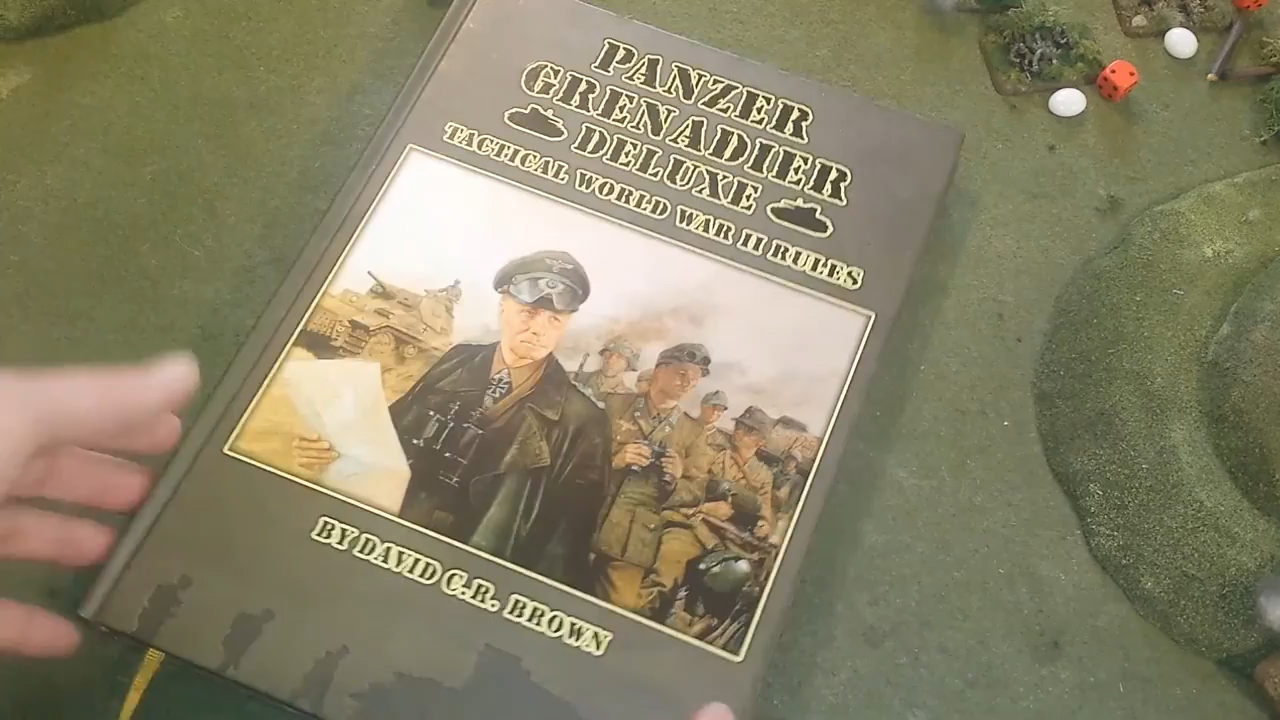 PANZER
GRENADIER
DELUXE
TACTICAL WORLD WAR II RULES
BY DAVID C.R. BROWN